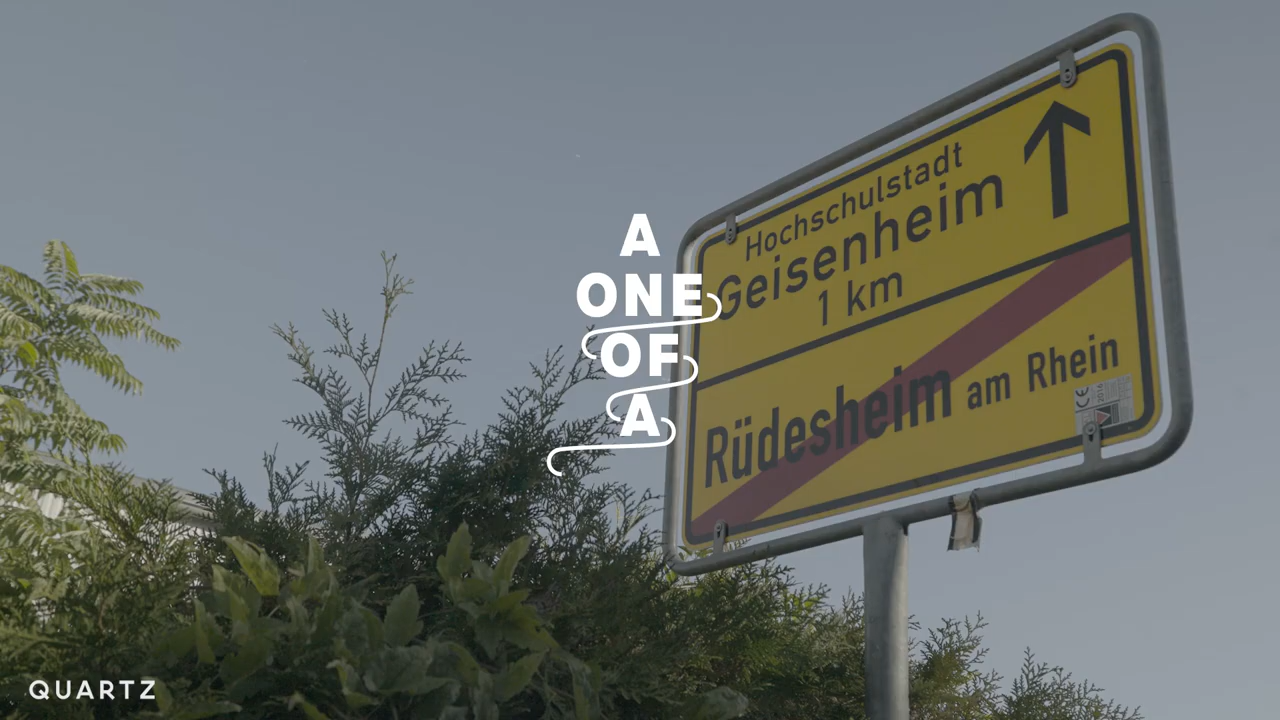 A
ONE
OF
A
Hochschulstadt
Geisenheim
1 km
Rüdesheim am Rhein
QUARTZ